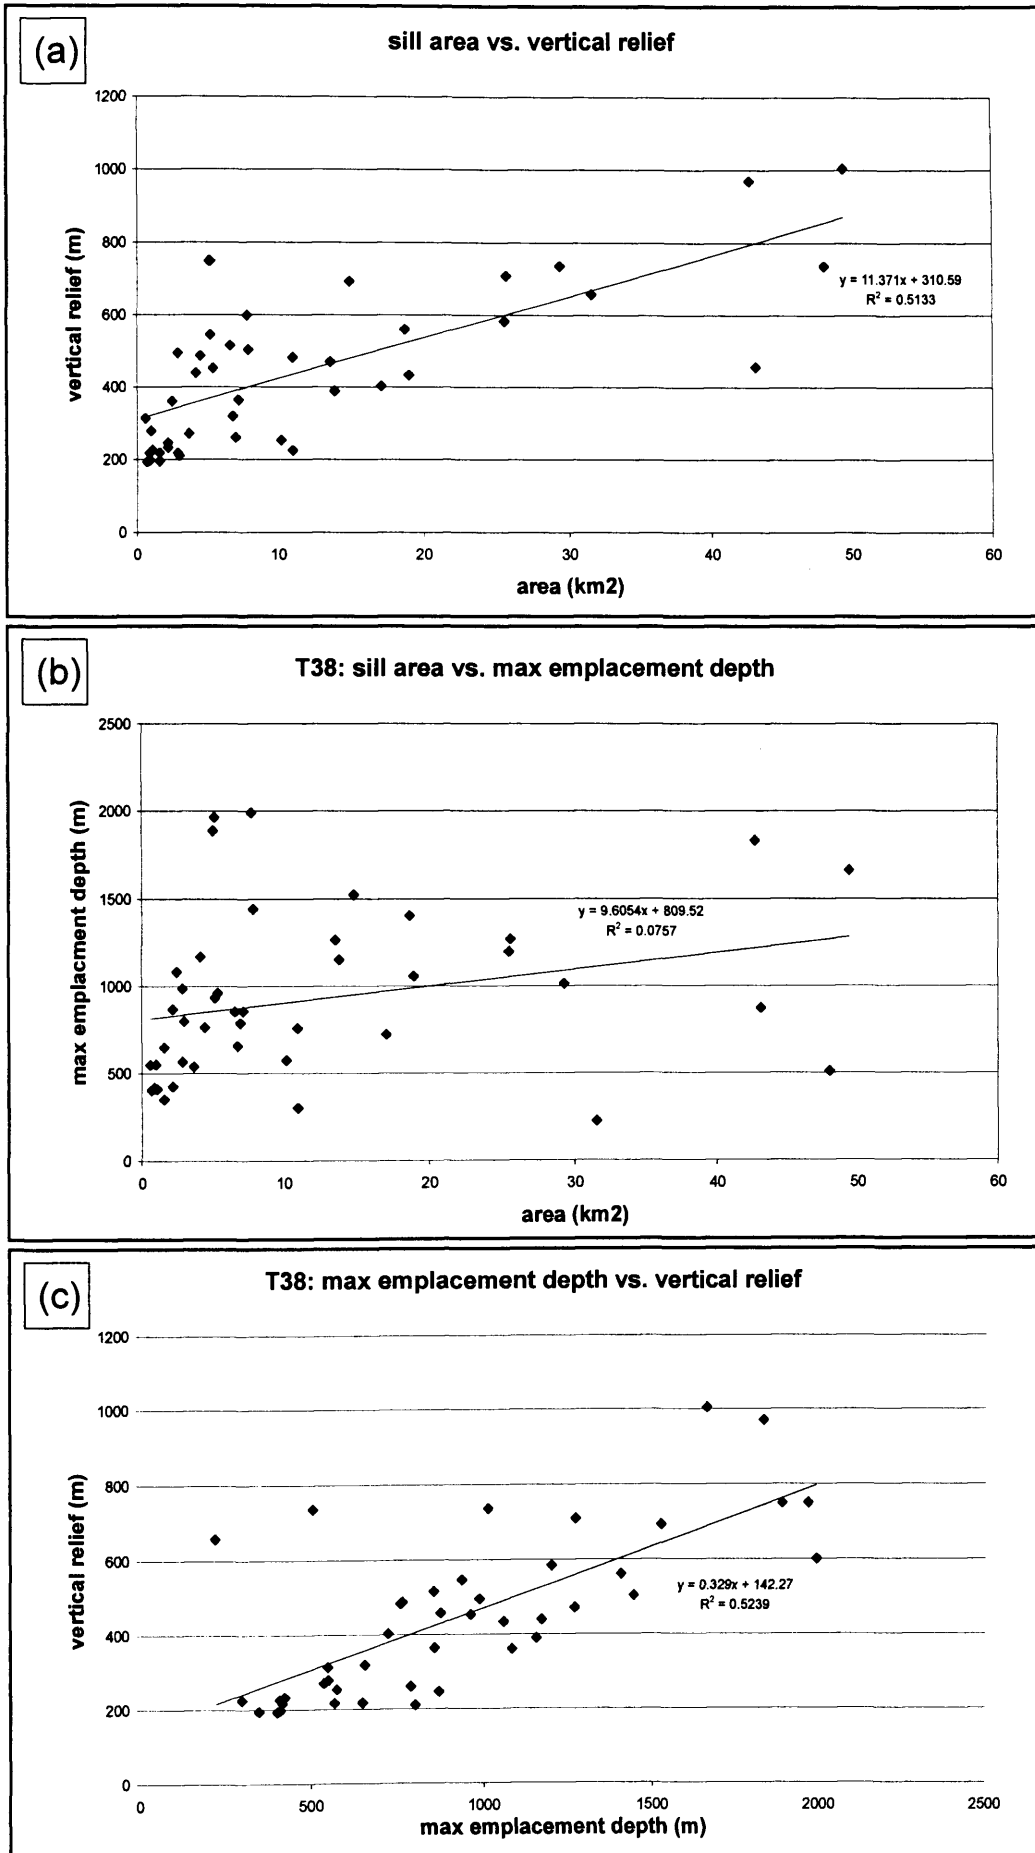 (a)
sill area vs. vertical relief
1200
1000
800
600
400
200
0
vertical relief (m)
y = 11.371x + 310.59
R² = 0.5133
0 10 20 30 40 50 60
area (km2)
(b)
T38: sill area vs. max emplacement depth
2500
2000
1500
1000
500
0
max emplacment depth (m)
y = 9.6054x + 809.52
R² = 0.0757
0 10 20 30 40 50 60
area (km2)
(c)
T38: max emplacement depth vs. vertical relief
1200
1000
800
600
400
200
0
vertical relief (m)
y = 0.329x + 142.27
R² = 0.5239
0 500 1000 1500 2000 2500
max emplacement depth (m)